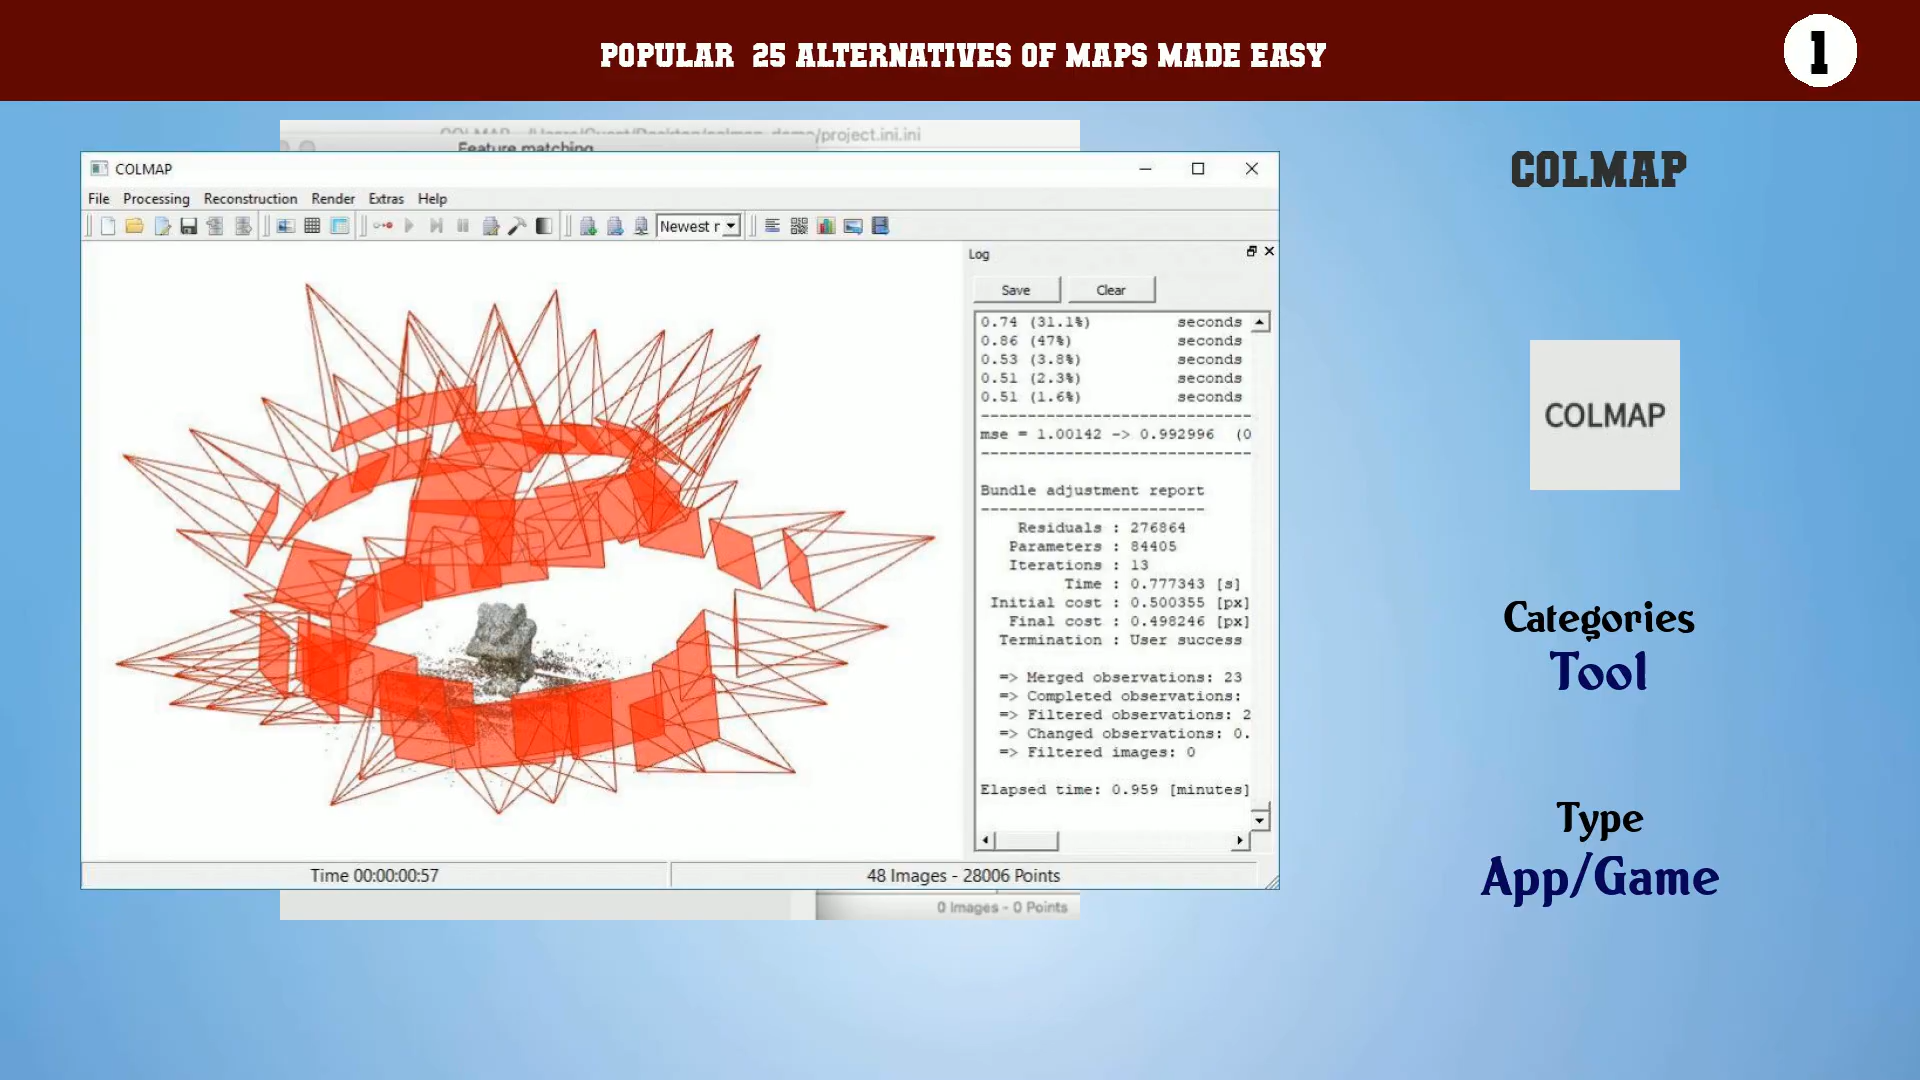 POPULAR 25 ALTERNATIVES OF MAPS MADE EASY
1
COLMAP - /Users/Guest/Desktop/colmap_demo/project.ini.ini
Feature matching
COLMAP
File Processing Reconstruction Render Extras Help
Newest r
Log
Save Clear
0.74 (31.1%) seconds
0.86 (47%) seconds
0.53 (3.8%) seconds
0.51 (2.3%) seconds
0.51 (1.6%) seconds
------------------------------
mse = 1.00142 -> 0.992996 (0
------------------------------
Bundle adjustment report
------------------------
Residuals : 276864
Parameters : 84405
Iterations : 13
Time : 0.777343 [s]
Initial cost : 0.500355 [px]
Final cost : 0.498246 [px]
Termination : User success
=> Merged observations: 23
=> Completed observations:
=> Filtered observations: 2
=> Changed observations: 0.
=> Filtered images: 0
Elapsed time: 0.959 [minutes]
Time 00:00:00:57
48 Images - 28006 Points
0 Images - 0 Points
COLMAP
COLMAP
Categories
Tool
Type
App/Game